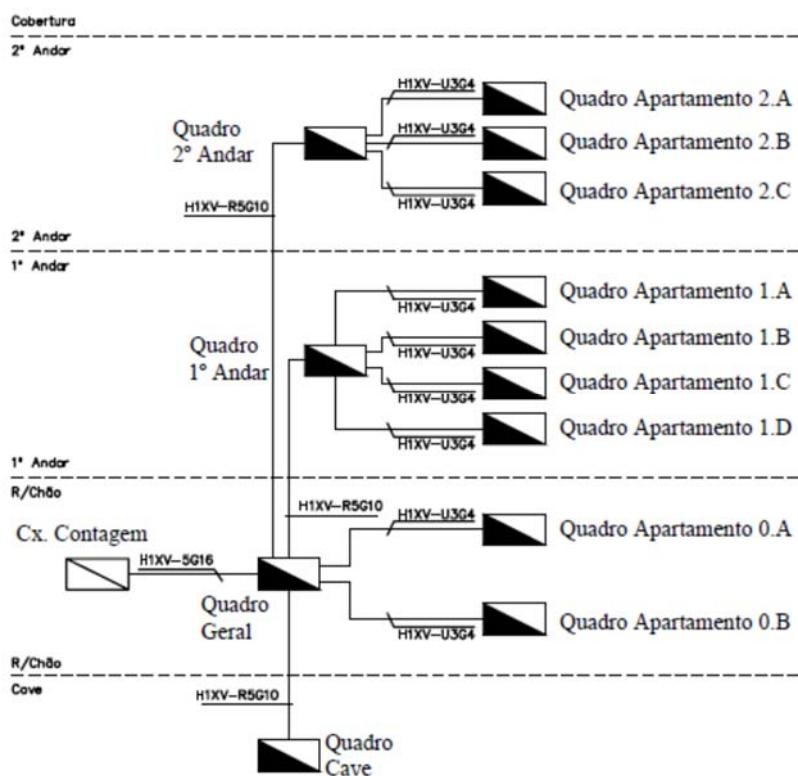 Cobertura
2º Andar
H1XV-U3G4
Quadro Apartamento 2.A
Quadro
2º Andar
H1XV-U3G4
Quadro Apartamento 2.B
H1XV-U3G4
Quadro Apartamento 2.C
H1XV-R5G10
2º Andar
1º Andar
H1XV-U3G4
Quadro Apartamento 1.A
Quadro
1º Andar
H1XV-U3G4
Quadro Apartamento 1.B
H1XV-U3G4
Quadro Apartamento 1.C
H1XV-U3G4
Quadro Apartamento 1.D
1º Andar
R/Chão
H1XV-R5G10
H1XV-U3G4
Quadro Apartamento 0.A
Cx. Contagem
H1XV-5G16
Quadro
Geral
H1XV-U3G4
Quadro Apartamento 0.B
R/Chão
Cave
H1XV-R5G10
Quadro
Cave